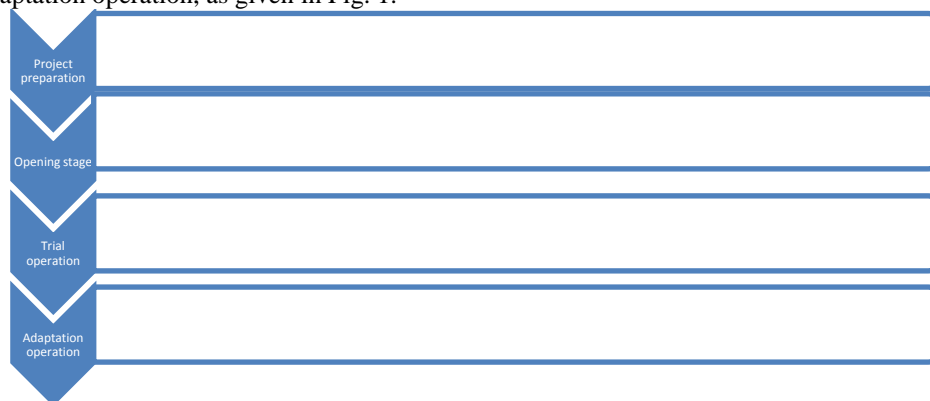 aptation operation, as given in Fig. 1.
Project
preparation
Opening stage
Trial
operation
Adaptation
operation